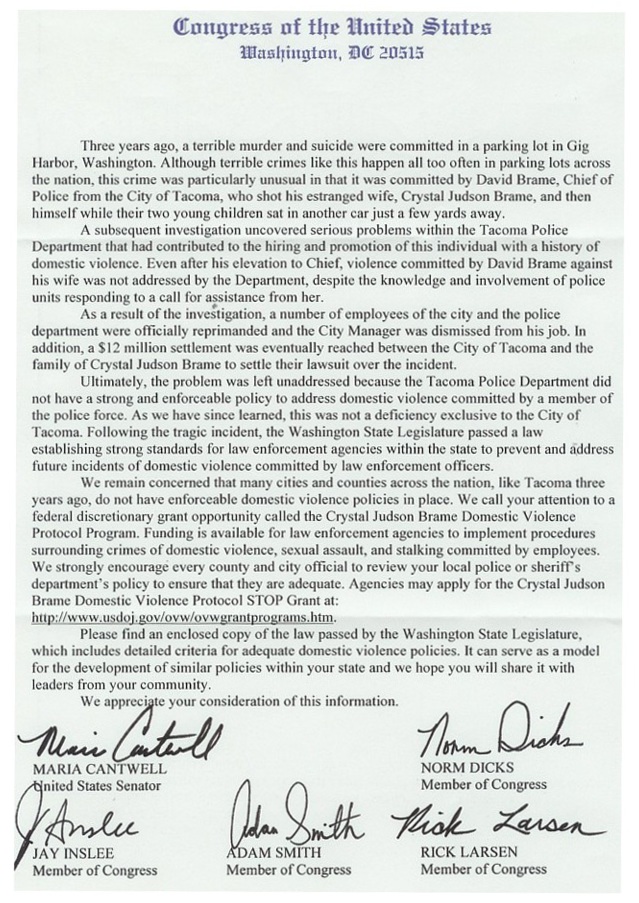 Congress of the United States
Washington, DC 20515
Three years ago, a terrible murder and suicide were committed in a parking lot in Gig
Harbor, Washington. Although terrible crimes like this happen all too often in parking lots across
the nation, this crime was particularly unusual in that it was committed by David Brame, Chief of
Police from the City of Tacoma, who shot his estranged wife, Crystal Judson Brame, and then
himself while their two young children sat in another car just a few yards away.
A subsequent investigation uncovered serious problems within the Tacoma Police
Department that had contributed to the hiring and promotion of this individual with a history of
domestic violence. Even after his elevation to Chief, violence committed by David Brame against
his wife was not addressed by the Department, despite the knowledge and involvement of police
units responding to a call for assistance from her.
As a result of the investigation, a number of employees of the city and the police
department were officially reprimanded and the City Manager was dismissed from his job. In
addition, a $12 million settlement was eventually reached between the City of Tacoma and the
family of Crystal Judson Brame to settle their lawsuit over the incident.
Ultimately, the problem was left unaddressed because the Tacoma Police Department did
not have a strong and enforceable policy to address domestic violence committed by a member of
the police force. As we have since learned, this was not a deficiency exclusive to the City of
Tacoma. Following the tragic incident, the Washington State Legislature passed a law
establishing strong standards for law enforcement agencies within the state to prevent and address
future incidents of domestic violence committed by law enforcement officers.
We remain concerned that many cities and counties across the nation, like Tacoma three
years ago, do not have enforceable domestic violence policies in place. We call your attention to a
federal discretionary grant opportunity called the Crystal Judson Brame Domestic Violence
Protocol Program. Funding is available for law enforcement agencies to implement procedures
surrounding crimes of domestic violence, sexual assault, and stalking committed by employees.
We strongly encourage every county and city official to review your local police or sheriff's
department's policy to ensure that they are adequate. Agencies may apply for the Crystal Judson
Brame Domestic Violence Protocol STOP Grant at:
http://www.usdoj.gov/ovw/ovwgrantprograms.htm.
Please find an enclosed copy of the law passed by the Washington State Legislature,
which includes detailed criteria for adequate domestic violence policies. It can serve as a model
for the development of similar policies within your state and we hope you will share it with
leaders from your community.
We appreciate your consideration of this information.
Maria Cantwell Norm Dicks
MARIA CANTWELL NORM DICKS
United States Senator Member of Congress
J Inslee Adam Smith Rick Larsen
JAY INSLEE ADAM SMITH RICK LARSEN
Member of Congress Member of Congress Member of Congress